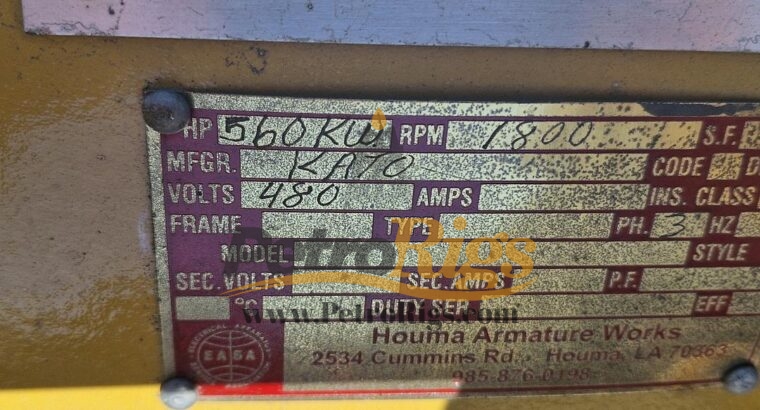 HP 560KW RPM 1800 S.F.
MFGR. KATO CODE
VOLTS 480 AMPS INS. CLASS
FRAME TYPE PH. 3 HZ
MODEL STYLE
PetroRigs
SEC. VOLTS SEC. AMPS P.F.
°C DUTY SER. EFF
www.PetroRigs.com
Houma Armature Works
EASA
2534 Cummins Rd. Houma, LA 70363
985-876-0198